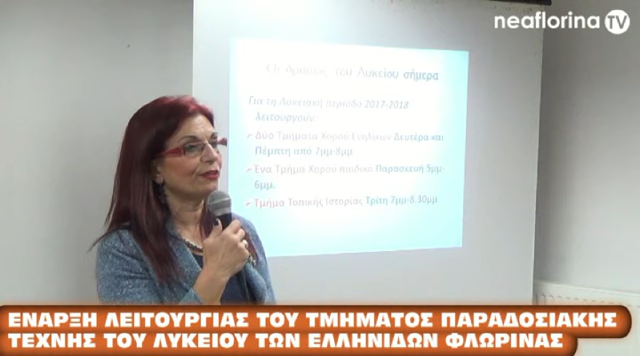 neaflorina TV
Οι δράσεις του Λυκείου σήμερα
Για τη Λυκειακή περίοδο 2017-2018
λειτουργούν:
Δυο Τμήματα Χορού Ενηλίκων Δευτέρα και
Πέμπτη από 7μμ-8μμ.
Ένα Τμήμα Χορού παιδικό Παρασκευή 5μμ-
6μμ.
Τμήμα Τοπικής Ιστορίας Τρίτη 7μμ-8.30μμ.
ΕΝΑΡΞΗ ΛΕΙΤΟΥΡΓΙΑΣ ΤΟΥ ΤΜΗΜΑΤΟΣ ΠΑΡΑΔΟΣΙΑΚΗΣ
ΤΕΧΝΗΣ ΤΟΥ ΛΥΚΕΙΟΥ ΤΩΝ ΕΛΛΗΝΙΔΩΝ ΦΛΩΡΙΝΑΣ